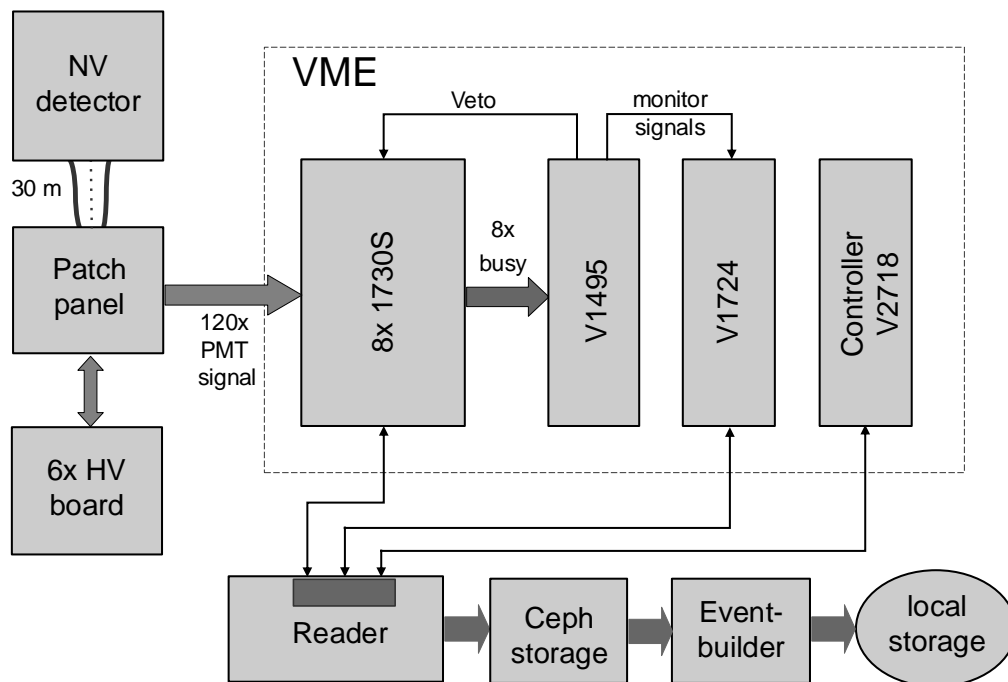 NV
detector
30 m
Patch
panel
6x HV
board
120x
PMT
signal
VME
Veto
monitor
signals
8x 1730S
8x
busy
V1495
V1724
Controller
V2718
Reader
Ceph
storage
Event-
builder
local
storage